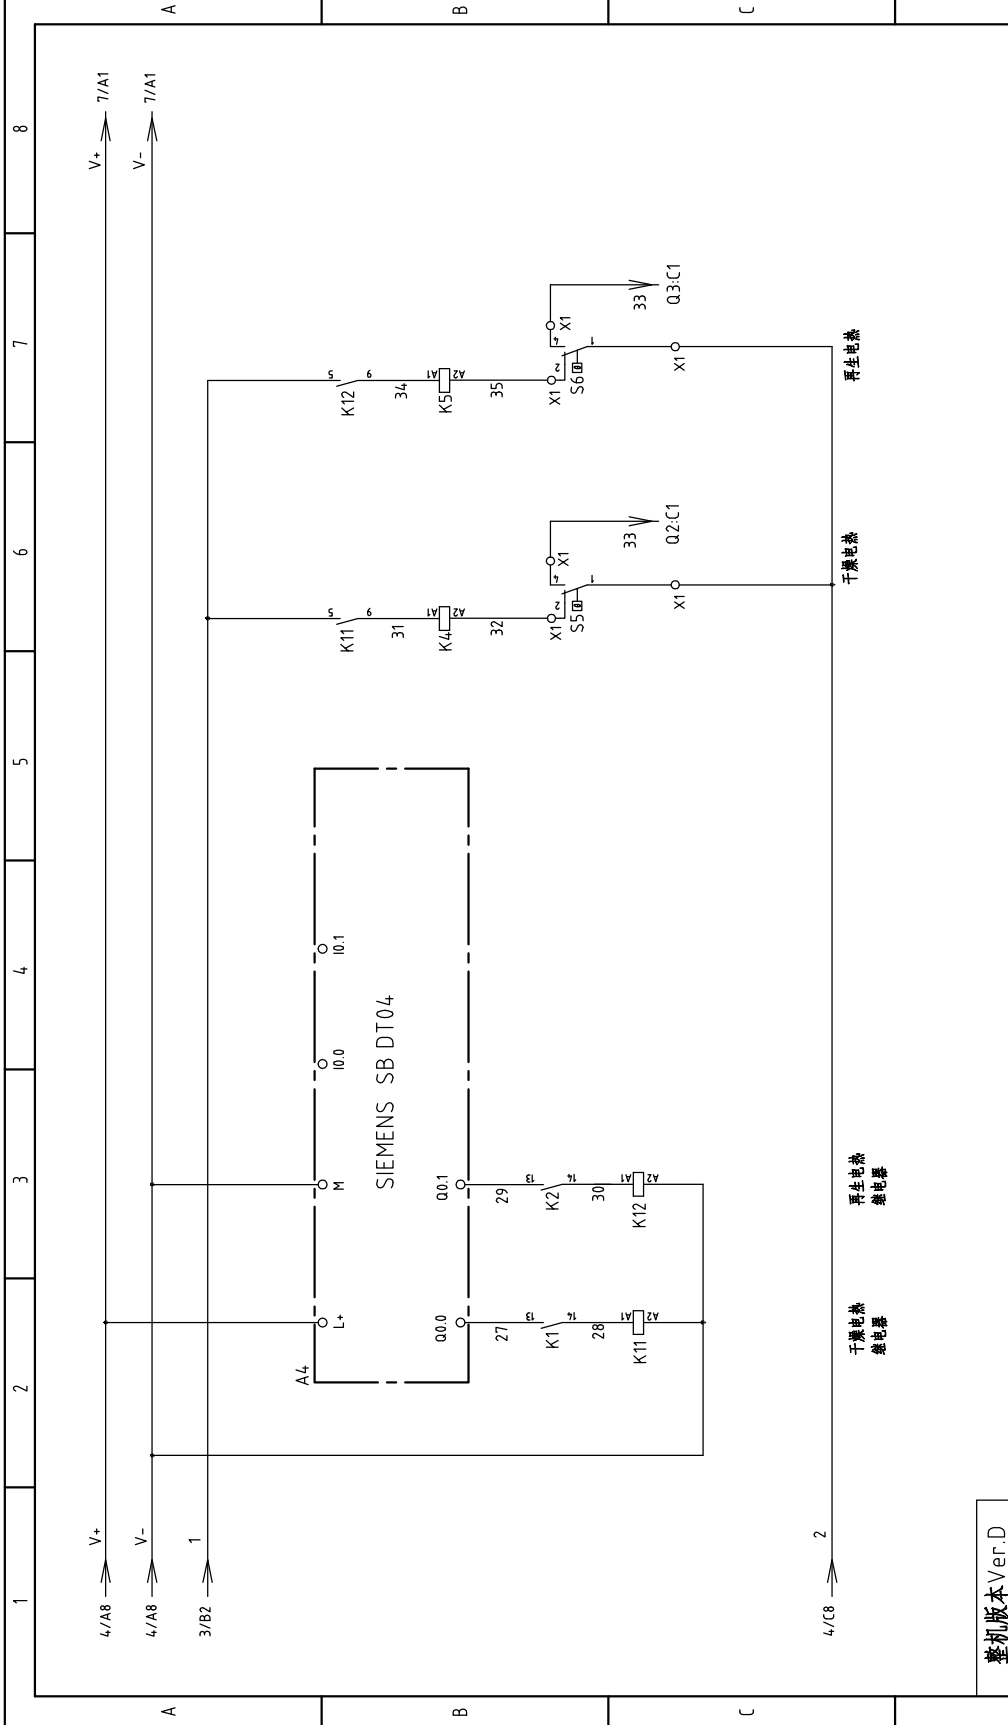 1
2
3
4
5
6
7
8
A
B
C
A
B
C
4/A8
V+
V+
7/A1
4/A8
V-
V-
7/A1
3/B2
1
A4
L+
M
I0.0
I0.1
SIEMENS SB DT04
Q0.0
Q0.1
27
13
K1
14
28
A1
K11
A2
29
13
K2
14
30
A1
K12
A2
5
K11
9
31
A1
K4
A2
32
X1
2
S5
4
X1
1
33
Q2:C1
X1
5
K12
9
34
A1
K5
A2
35
X1
2
S6
4
X1
1
33
Q3:C1
X1
4/C8
2
干燥电热
继电器
再生电热
继电器
干燥电热
再生电热
整机版本Ver.D